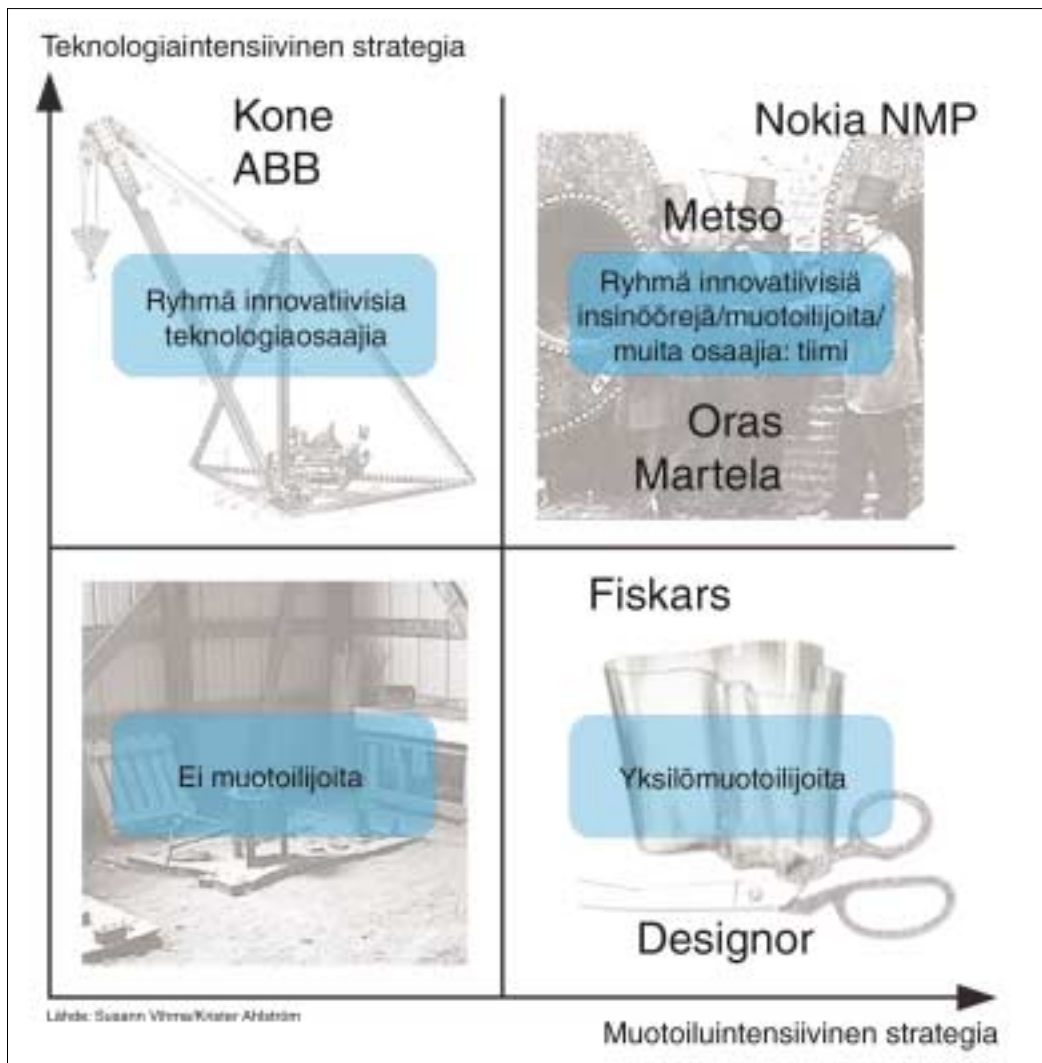 Teknologiaintensiivinen strategia
Kone
ABB
Nokia NMP
Metso
Ryhmä innovatiivisia
teknologiaosaajia
Ryhmä innovatiivisiä
insinöörejä/muotoilijoita/
muita osaajia: tiimi
Oras
Martela
Fiskars
Ei muotoilijoita
Yksilömuotoilijoita
Designor
Lähde: Susann Vihma/Krister Ahlström
Muotoiluintensiivinen strategia